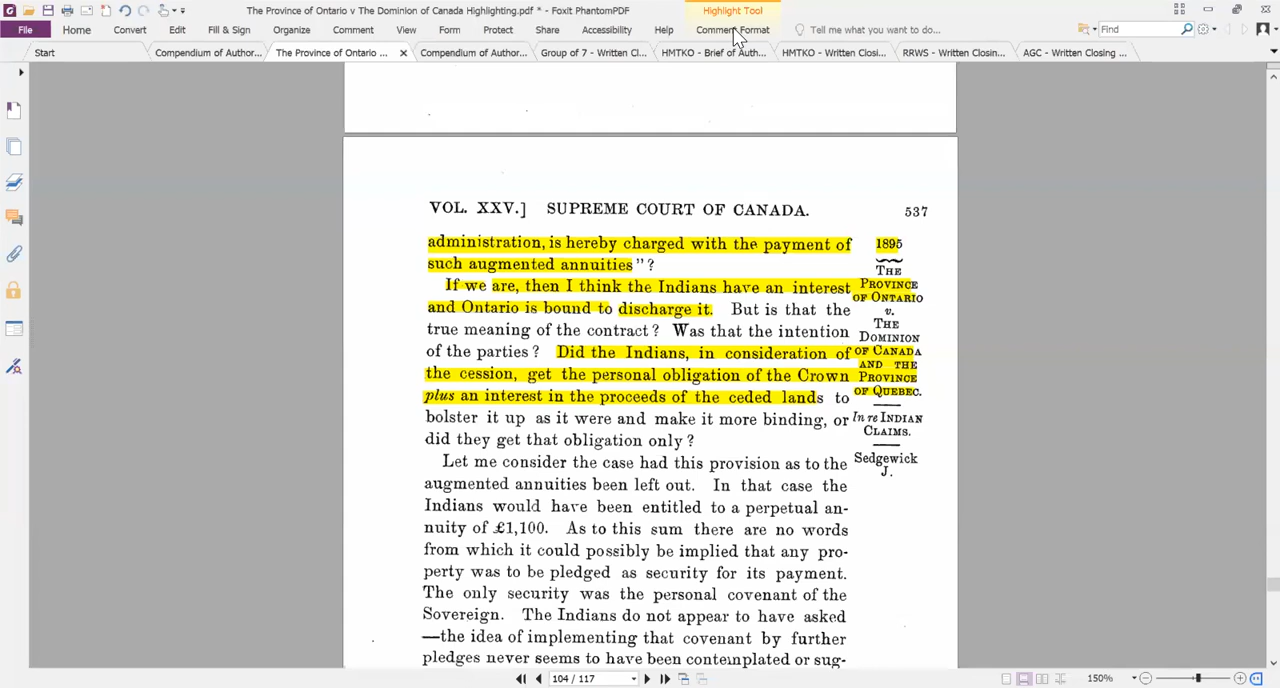 The Province of Ontario v The Dominion of Canada Highlighting.pdf * - Foxit PhantomPDF
Highlight Tool
File Home Convert Edit Fill & Sign Organize Comment View Form Protect Share Accessibility Help Comment Format Tell me what you want to do... Find
Start Compendium of Author... The Province of Ontario ... Compendium of Author... Group of 7 - Written Cl... HMTKO - Brief of Auth... HMTKO - Written Closi... RRWS - Written Closin... AGC - Written Closing ...
VOL. XXV.] SUPREME COURT OF CANADA. 537
administration, is hereby charged with the payment of
such augmented annuities"?
If we are, then I think the Indians have an interest
and Ontario is bound to discharge it. But is that the
true meaning of the contract? Was that the intention
of the parties? Did the Indians, in consideration of
the cession, get the personal obligation of the Crown
plus an interest in the proceeds of the ceded lands to
bolster it up as it were and make it more binding, or
did they get that obligation only?
Let me consider the case had this provision as to the
augmented annuities been left out. In that case the
Indians would have been entitled to a perpetual an-
nuity of £1,100. As to this sum there are no words
from which it could possibly be implied that any pro-
perty was to be pledged as security for its payment.
The only security was the personal covenant of the
Sovereign. The Indians do not appear to have asked
—the idea of implementing that covenant by further
pledges never seems to have been contemplated or sug-
1895
THE
PROVINCE
OF ONTARIO
v.
THE
DOMINION
OF CANADA
AND THE
PROVINCE
OF QUEBEC.
In re INDIAN
CLAIMS.
Sedgewick
J.
104 / 117
150%